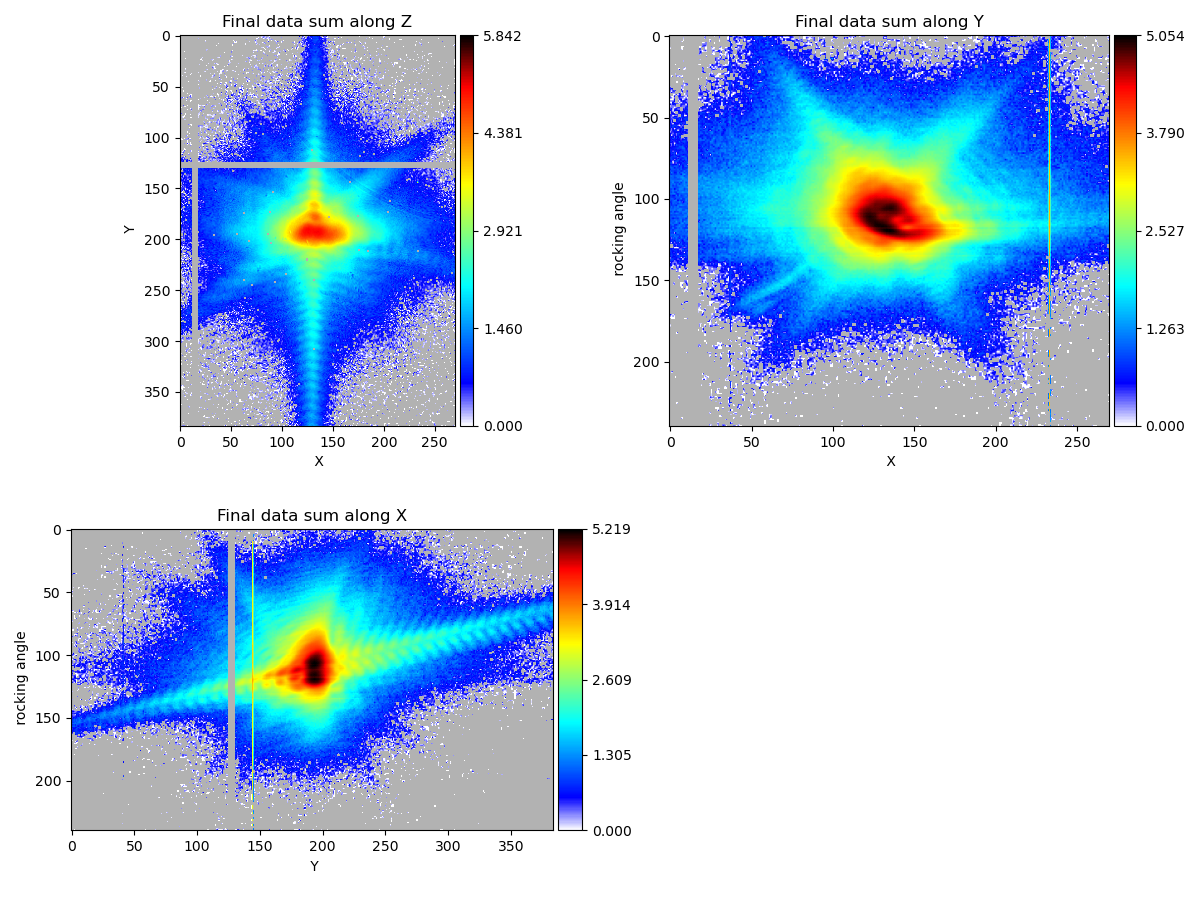 Final data sum along Z
0
50
100
150
200
250
300
350
Y
0 50 100 150 200 250
X
5.842
4.381
2.921
1.460
0.000
Final data sum along Y
0
50
100
150
200
rocking angle
0 50 100 150 200 250
X
5.054
3.790
2.527
1.263
0.000
Final data sum along X
0
50
100
150
200
rocking angle
0 50 100 150 200 250 300 350
Y
5.219
3.914
2.609
1.305
0.000